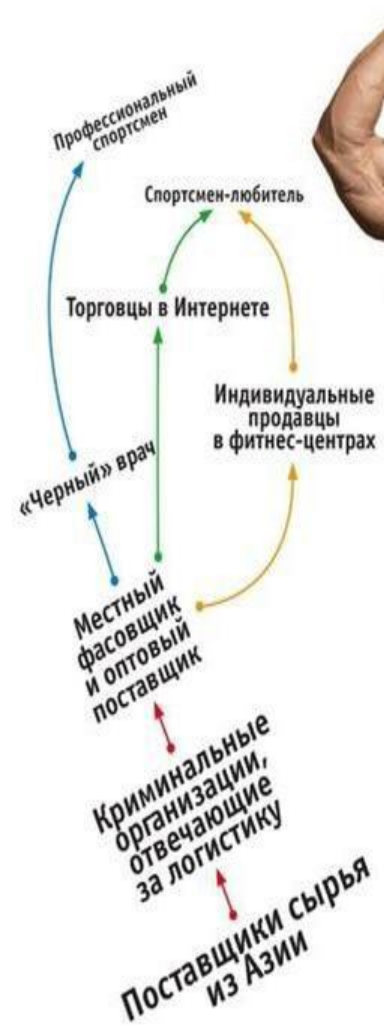 Профессиональный
спортсмен
Спортсмен-любитель
Торговцы в Интернете
Индивидуальные
продавцы
в фитнес-центрах
«Черный» врач
Местный
фасовщик
и оптовый
поставщик
Криминальные
организации,
отвечающие
за логистику
Поставщики сырья
из Азии